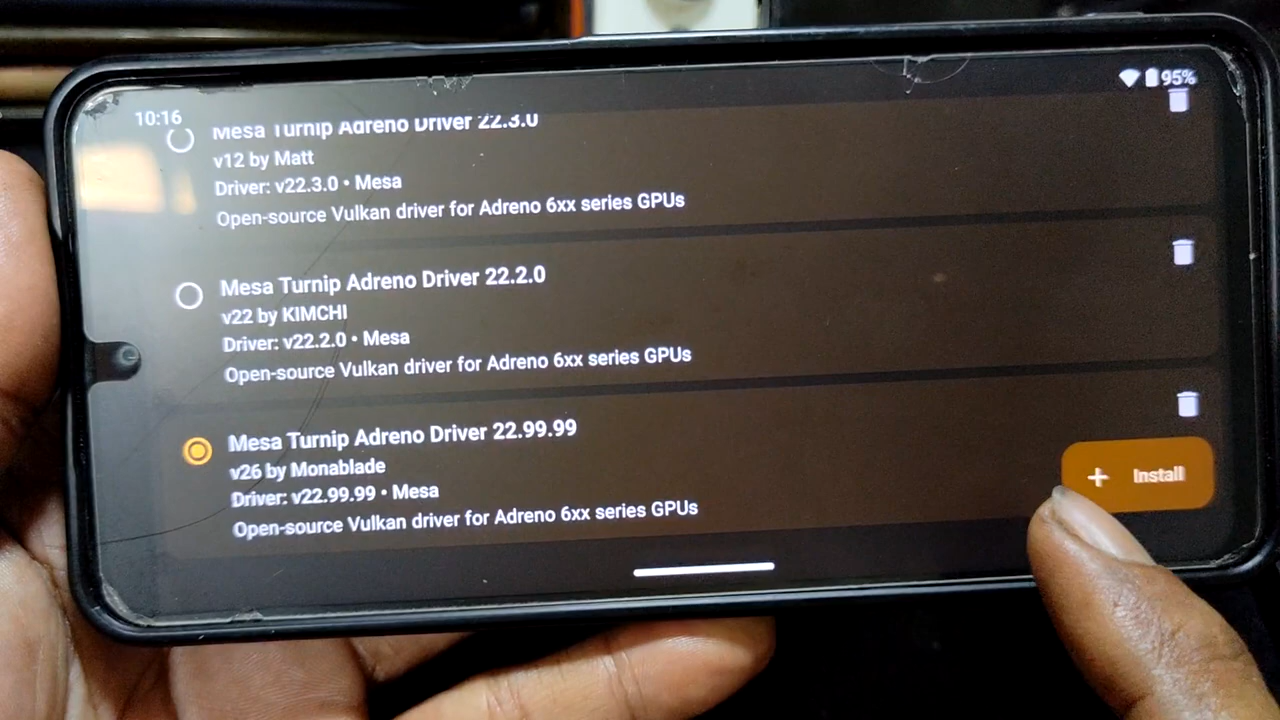 10:16
95%
Mesa Turnip Adreno Driver 22.3.0
v12 by Matt
Driver: v22.3.0 • Mesa
Open-source Vulkan driver for Adreno 6xx series GPUs
Mesa Turnip Adreno Driver 22.2.0
v22 by KIMCHI
Driver: v22.2.0 • Mesa
Open-source Vulkan driver for Adreno 6xx series GPUs
Mesa Turnip Adreno Driver 22.99.99
v26 by Monablade
Driver: v22.99.99 • Mesa
Open-source Vulkan driver for Adreno 6xx series GPUs
+ Install